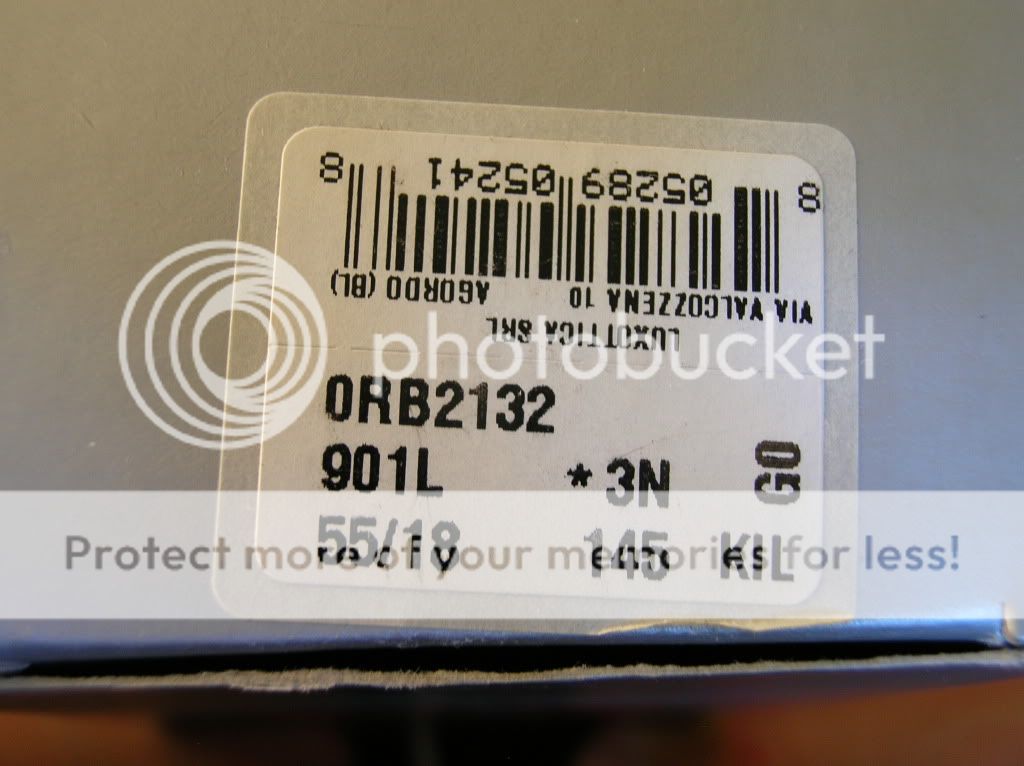 8 05289 05241 8
VIA VALCOZZENA 10 AGORDO (BL)
LUXOTTICA SRL
photobucket
0RB2132
901L * 3N GO
55/18 145 KIL
Protect more of your memories for less!